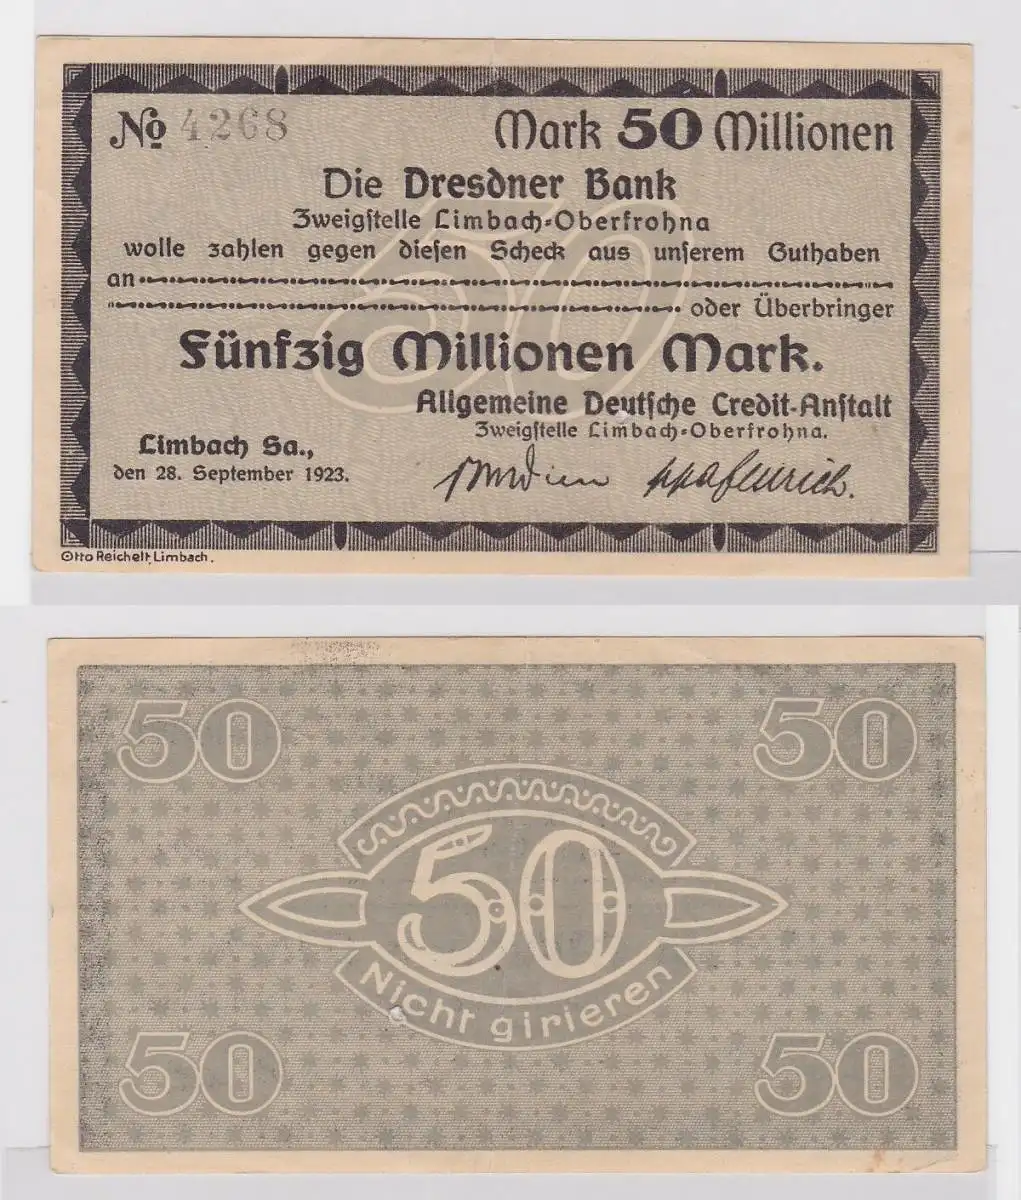 No 4268 Mark 50 Millionen
Die Dresdner Bank
Zweigstelle Limbach-Oberfrohna
wolle zahlen gegen diesen Scheck aus unserem Guthaben
an
oder Überbringer
Fünfzig Millionen Mark.
Allgemeine Deutsche Credit-Anstalt
Zweigstelle Limbach-Oberfrohna.
Limbach Sa.,
den 28. September 1923.
Otto Reichelt, Limbach.
50 50
50
Nicht girieren
50 50